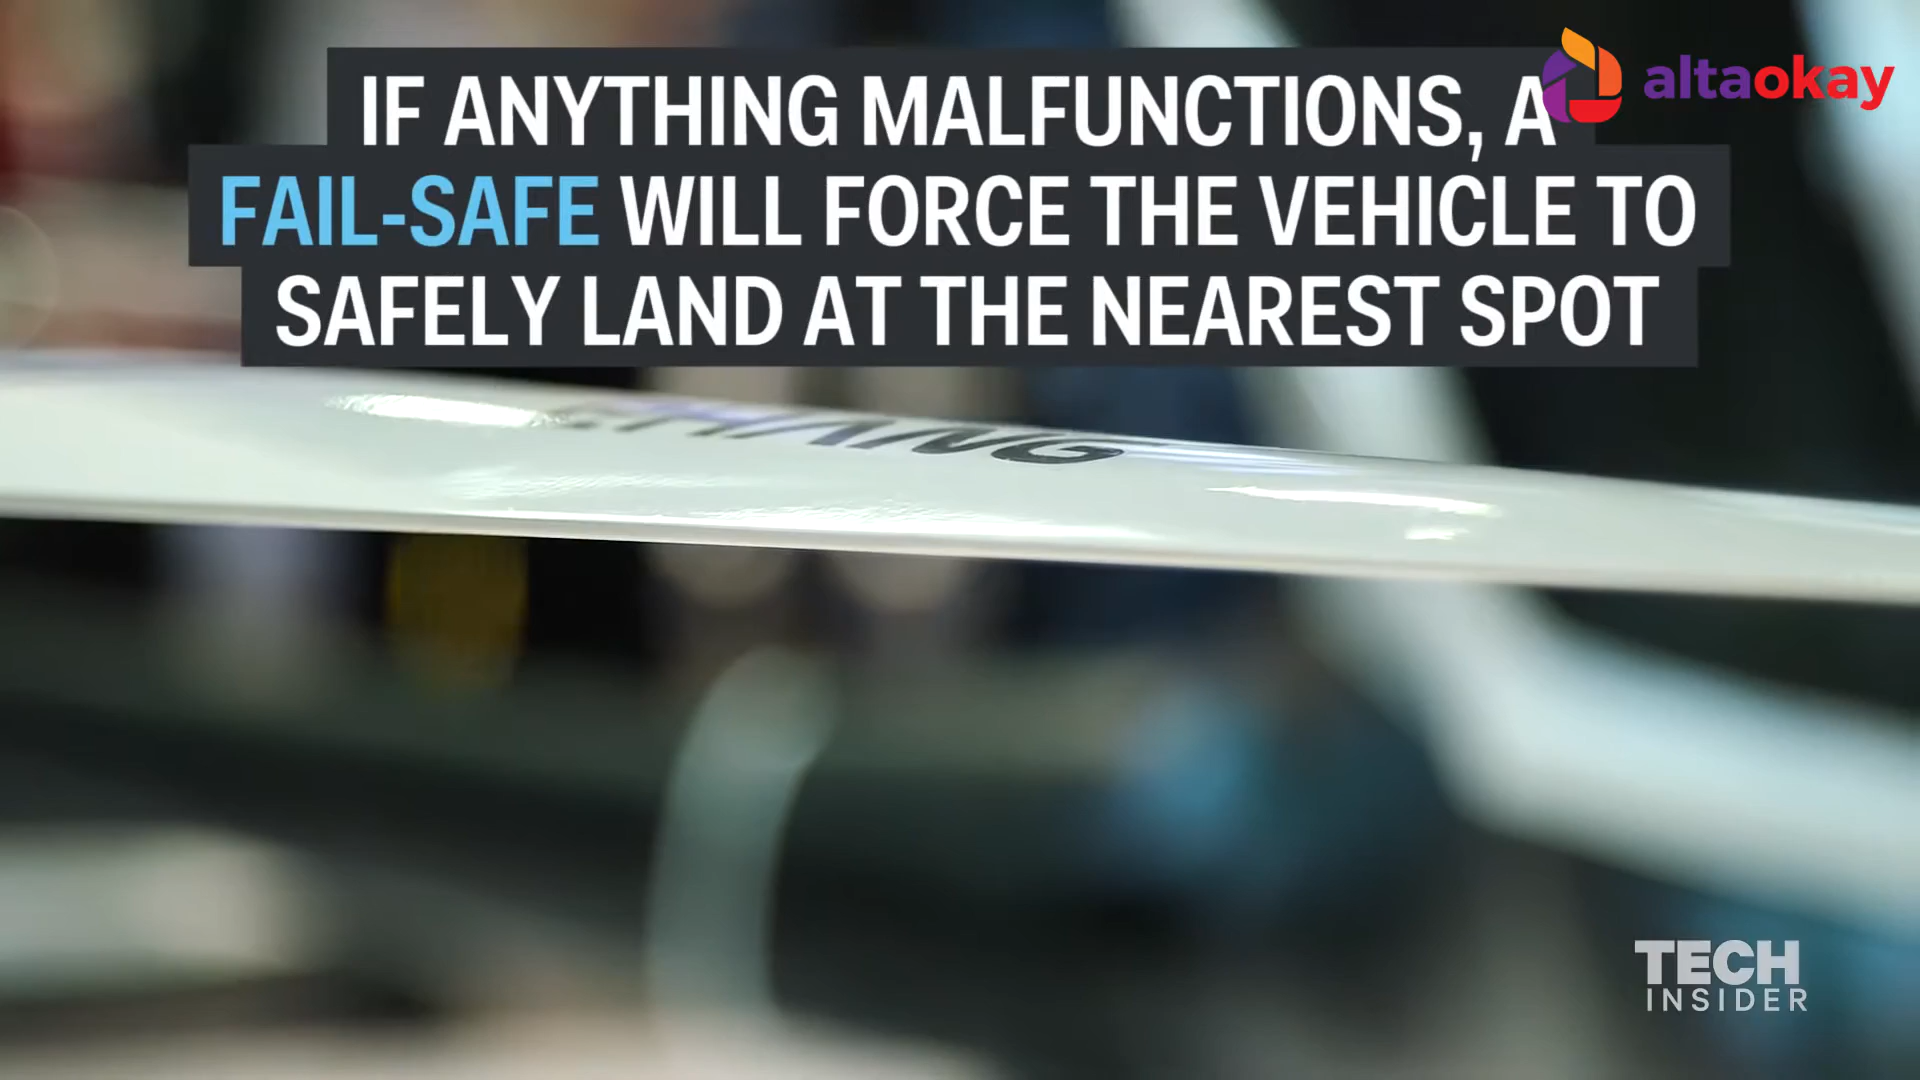 IF ANYTHING MALFUNCTIONS, A
FAIL-SAFE WILL FORCE THE VEHICLE TO
SAFELY LAND AT THE NEAREST SPOT
altaokay
EHANG
TECH
INSIDER